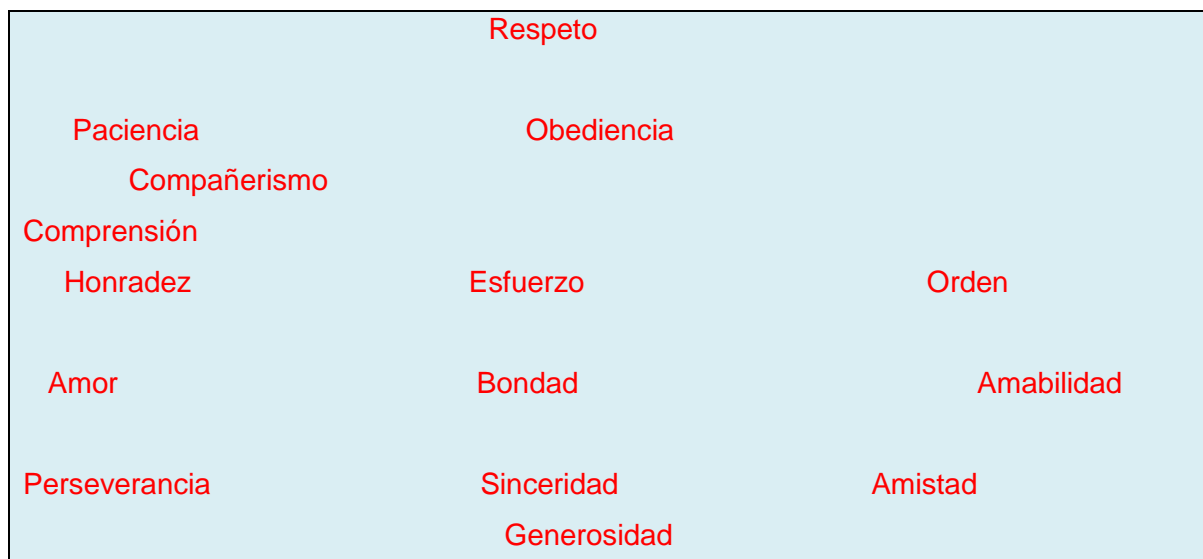 Respeto
Paciencia Obediencia
Compañerismo
Comprensión
Honradez Esfuerzo Orden
Amor Bondad Amabilidad
Perseverancia Sinceridad Amistad
Generosidad